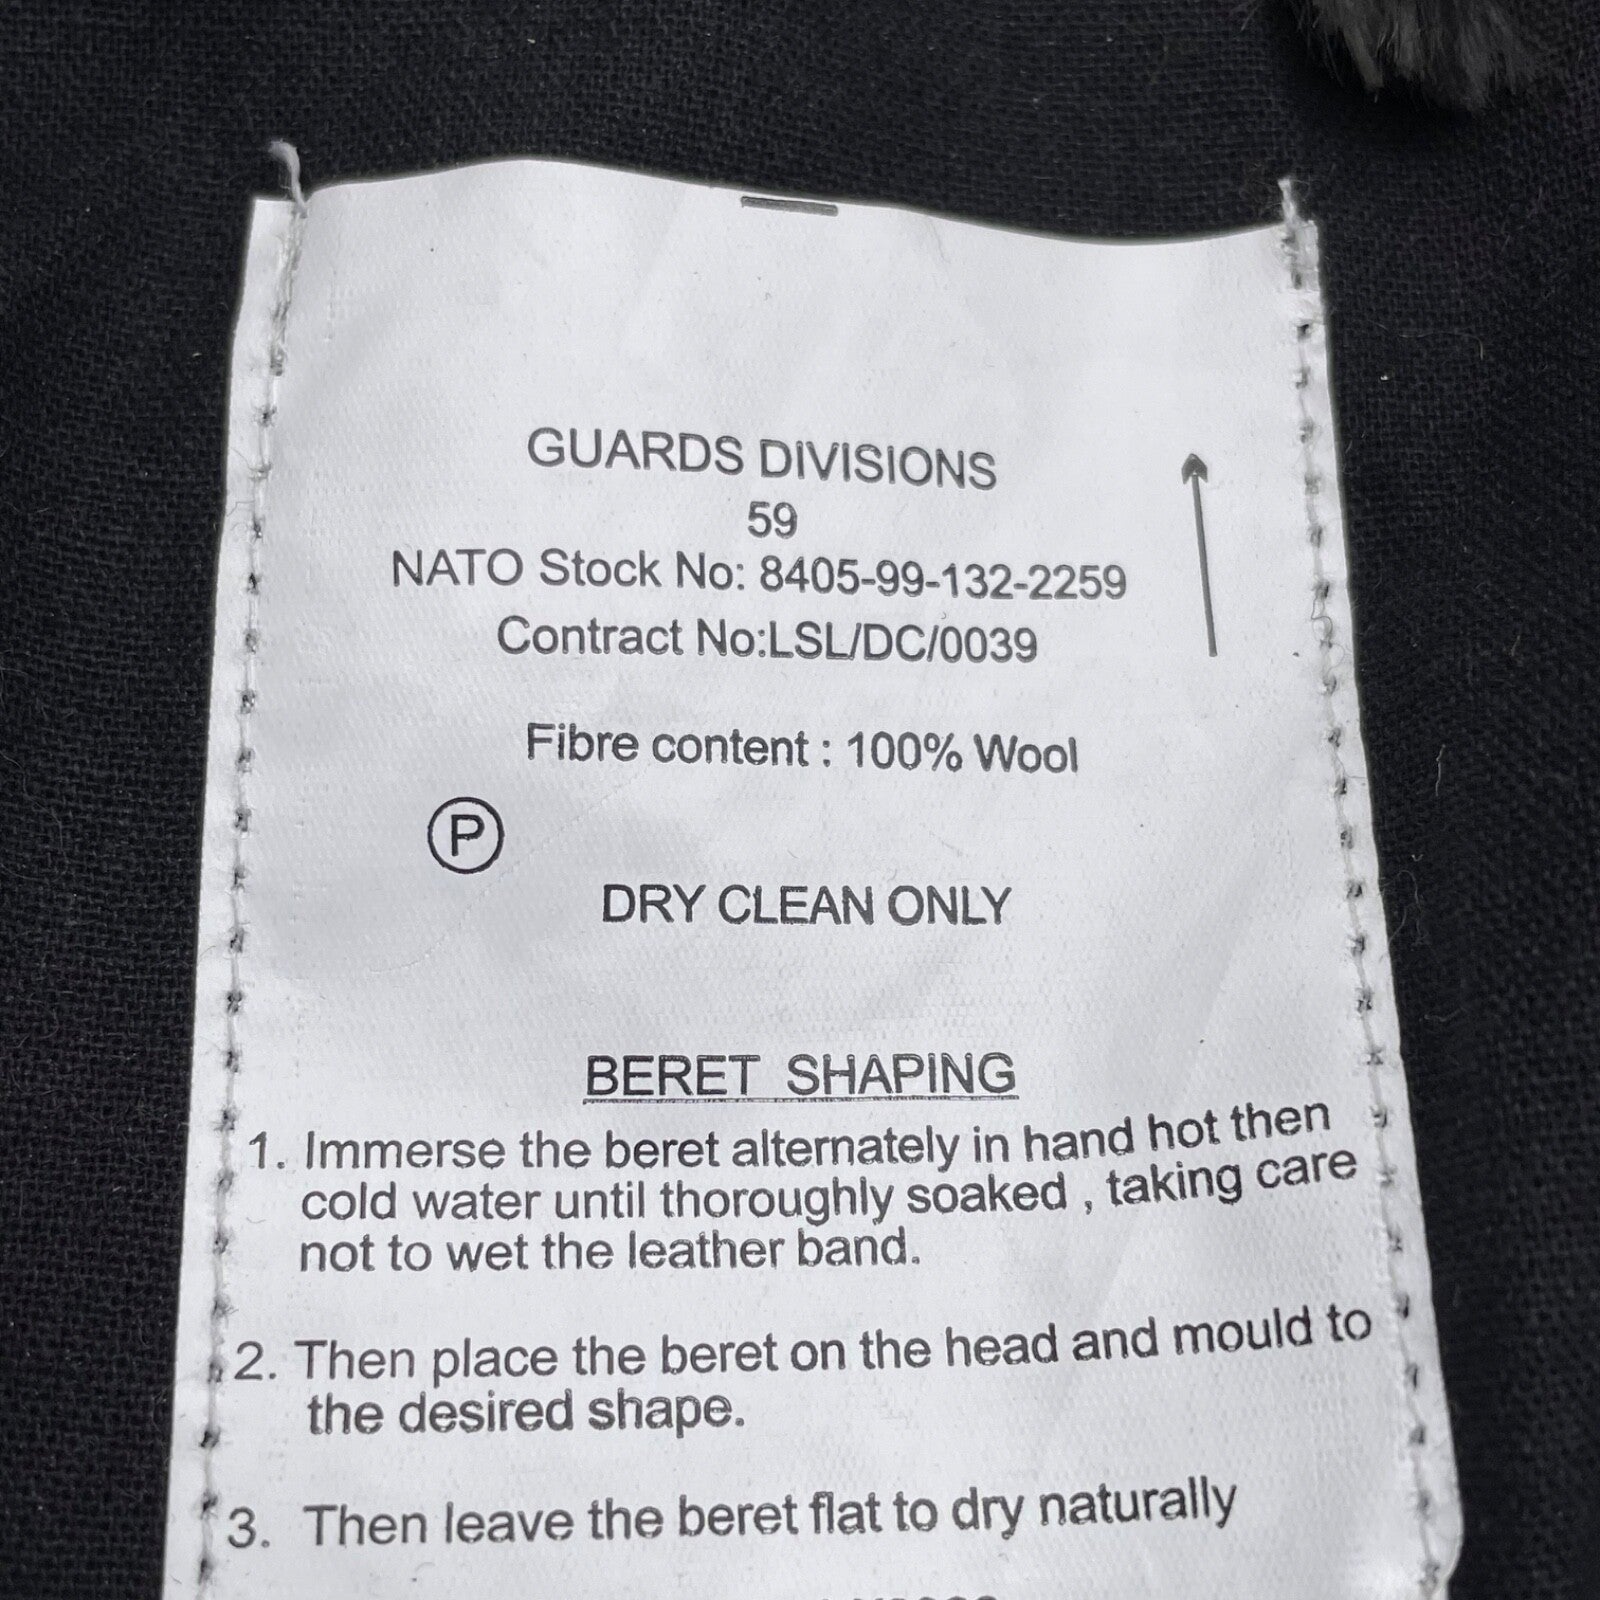 GUARDS DIVISIONS
59
NATO Stock No: 8405-99-132-2259
Contract No:LSL/DC/0039
Fibre content : 100% Wool
P
DRY CLEAN ONLY
BERET SHAPING
1. Immerse the beret alternately in hand hot then
cold water until thoroughly soaked , taking care
not to wet the leather band.
2. Then place the beret on the head and mould to
the desired shape.
3. Then leave the beret flat to dry naturally